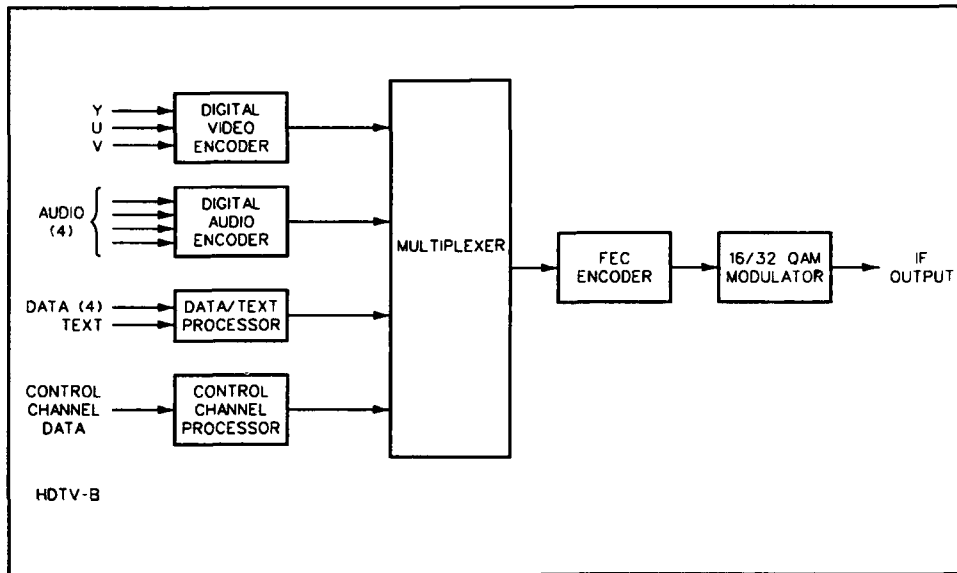 Y
U
V
DIGITAL
VIDEO
ENCODER
AUDIO
(4)
DIGITAL
AUDIO
ENCODER
DATA (4)
TEXT
DATA/TEXT
PROCESSOR
CONTROL
CHANNEL
DATA
CONTROL
CHANNEL
PROCESSOR
MULTIPLEXER
FEC
ENCODER
16/32 QAM
MODULATOR
IF
OUTPUT
HDTV-B